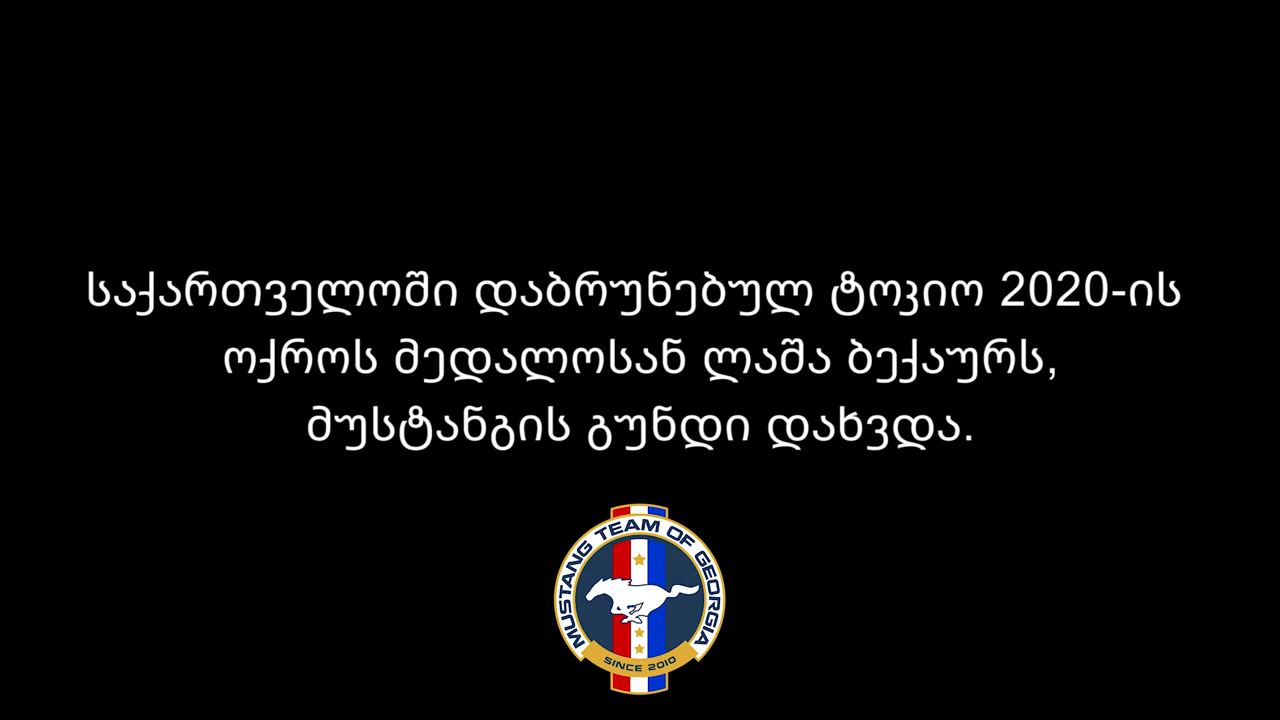 საქართველოში დაბრუნებულ ტოკიო 2020-ის
ოქროს მედალოსან ლაშა ბექაურს,
მუსტანგის გუნდი დახვდა.
MUSTANG TEAM OF GEORGIA
SINCE 2010